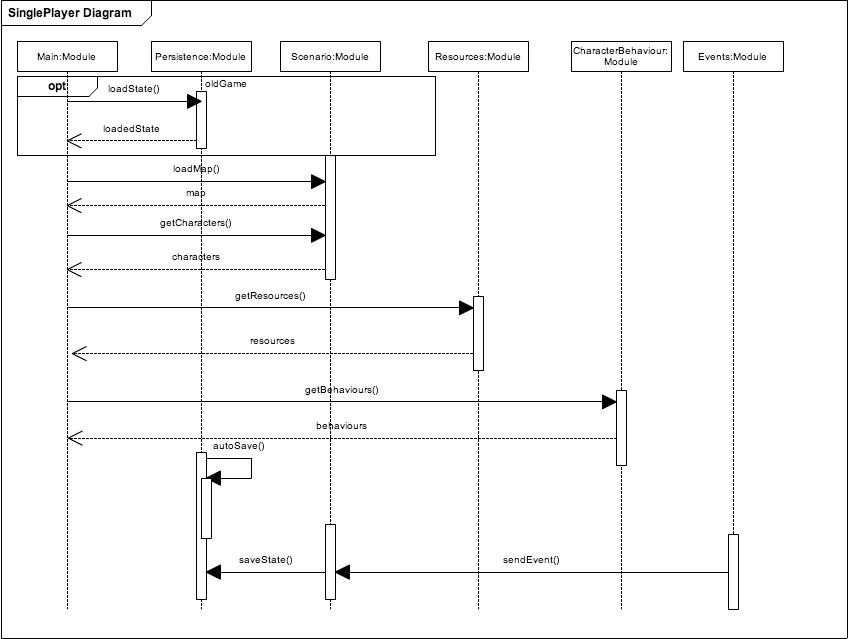 SinglePlayer Diagram
Main:Module
Persistence:Module
Scenario:Module
Resources:Module
CharacterBehaviour:
Module
Events:Module
opt
oldGame
loadState()
loadedState
loadMap()
map
getCharacters()
characters
getResources()
resources
getBehaviours()
behaviours
autoSave()
saveState()
sendEvent()